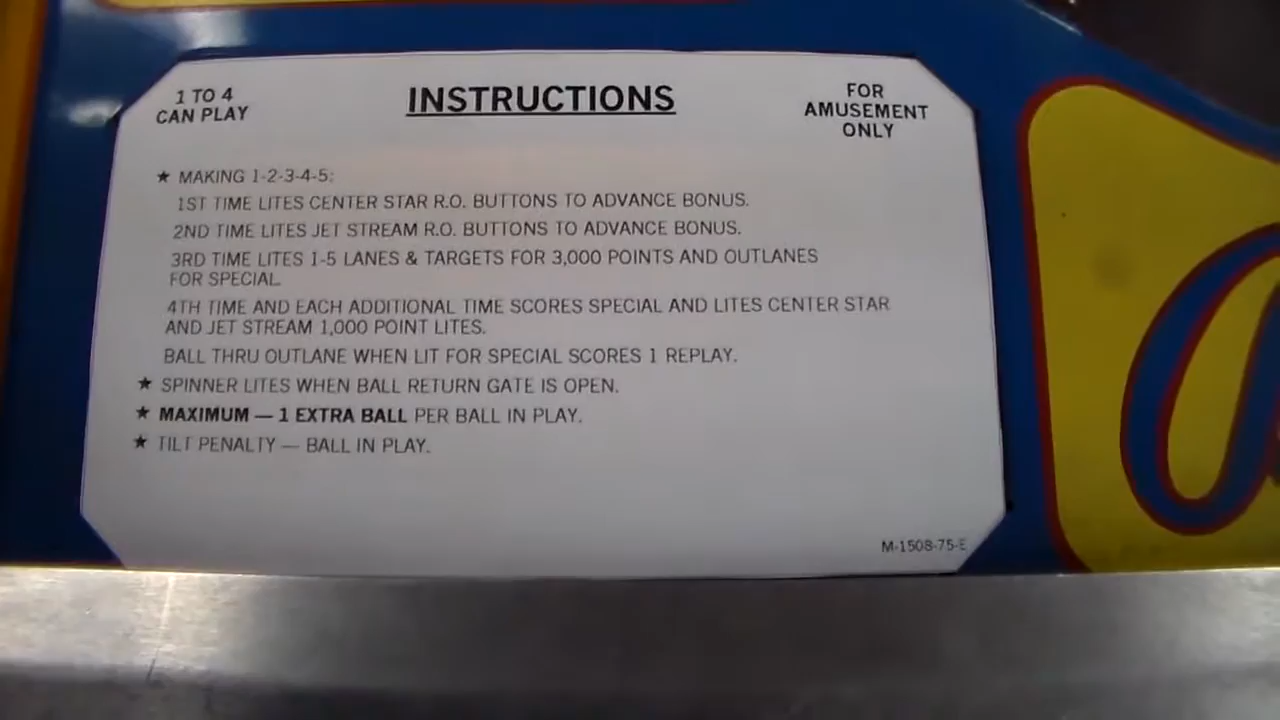 1 TO 4
CAN PLAY
INSTRUCTIONS
FOR
AMUSEMENT
ONLY
★ MAKING 1-2-3-4-5:
1ST TIME LITES CENTER STAR R.O. BUTTONS TO ADVANCE BONUS.
2ND TIME LITES JET STREAM R.O. BUTTONS TO ADVANCE BONUS.
3RD TIME LITES 1-5 LANES & TARGETS FOR 3,000 POINTS AND OUTLANES
FOR SPECIAL.
4TH TIME AND EACH ADDITIONAL TIME SCORES SPECIAL AND LITES CENTER STAR
AND JET STREAM 1,000 POINT LITES.
BALL THRU OUTLANE WHEN LIT FOR SPECIAL SCORES 1 REPLAY.
★ SPINNER LITES WHEN BALL RETURN GATE IS OPEN.
★ MAXIMUM — 1 EXTRA BALL PER BALL IN PLAY.
★ TILT PENALTY — BALL IN PLAY.
M-1508-75-E